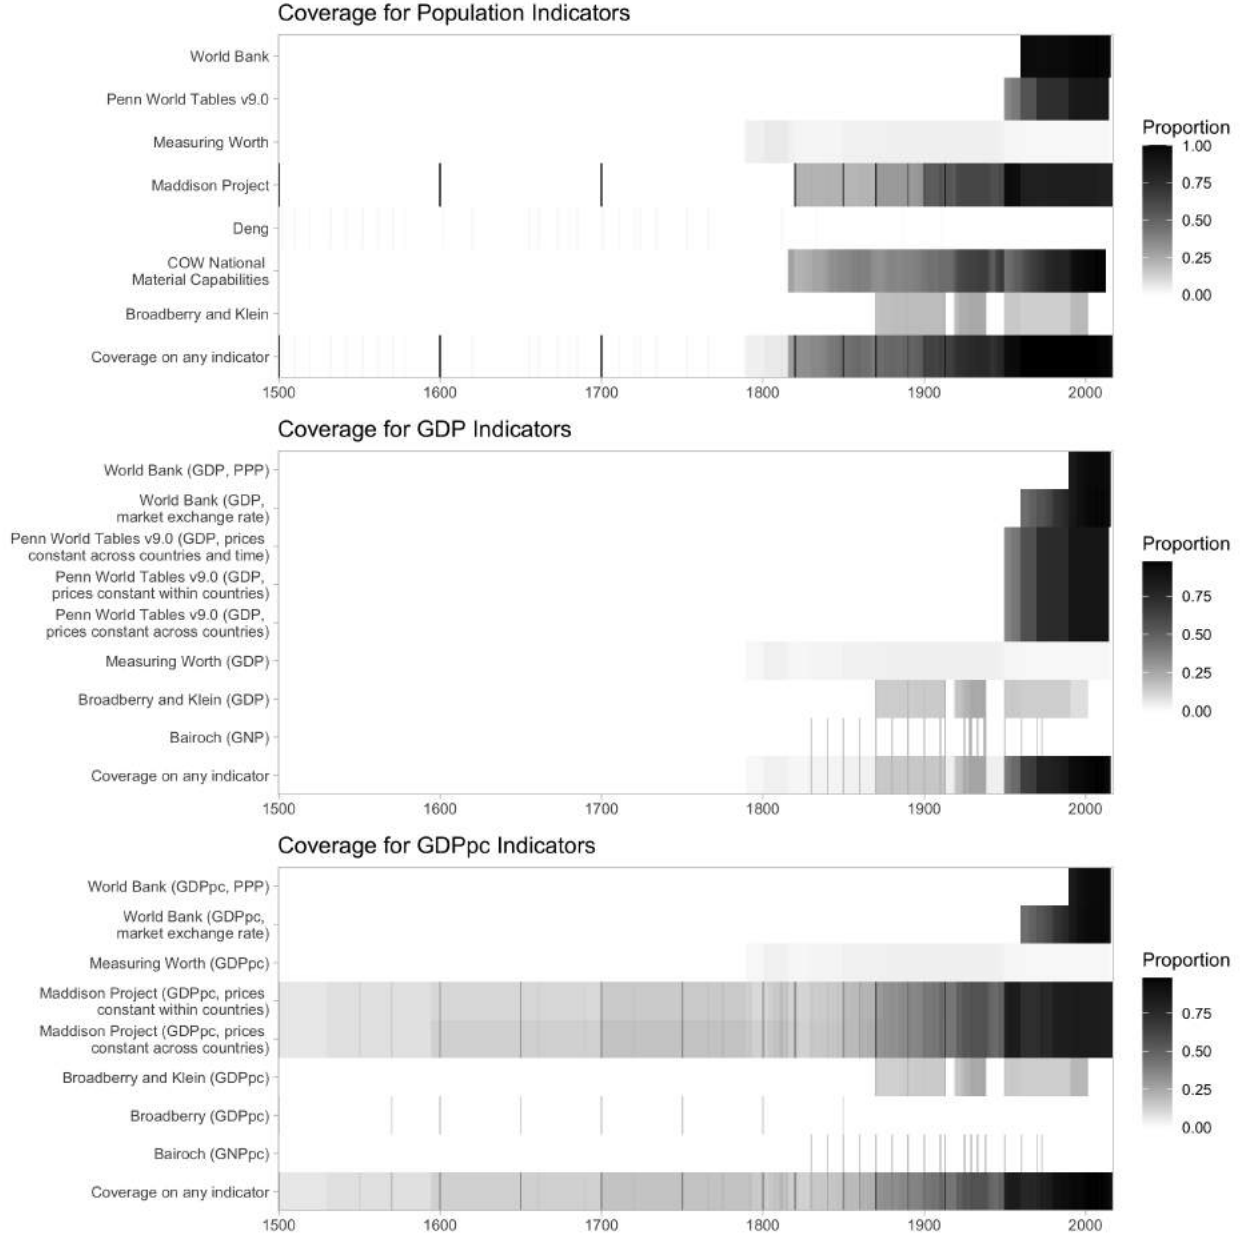 Coverage for Population Indicators
World Bank
Penn World Tables v9.0
Measuring Worth
Maddison Project
Deng
COW National
Material Capabilities
Broadberry and Klein
Coverage on any indicator
1500 1600 1700 1800 1900 2000
Proportion
1.00
0.75
0.50
0.25
0.00
Coverage for GDP Indicators
World Bank (GDP, PPP)
World Bank (GDP,
market exchange rate)
Penn World Tables v9.0 (GDP, prices
constant across countries and time)
Penn World Tables v9.0 (GDP,
prices constant within countries)
Penn World Tables v9.0 (GDP,
prices constant across countries)
Measuring Worth (GDP)
Broadberry and Klein (GDP)
Bairoch (GNP)
Coverage on any indicator
1500 1600 1700 1800 1900 2000
Proportion
0.75
0.50
0.25
0.00
Coverage for GDPpc Indicators
World Bank (GDPpc, PPP)
World Bank (GDPpc,
market exchange rate)
Measuring Worth (GDPpc)
Maddison Project (GDPpc, prices
constant within countries)
Maddison Project (GDPpc, prices
constant across countries)
Broadberry and Klein (GDPpc)
Broadberry (GDPpc)
Bairoch (GNPpc)
Coverage on any indicator
1500 1600 1700 1800 1900 2000
Proportion
0.75
0.50
0.25
0.00